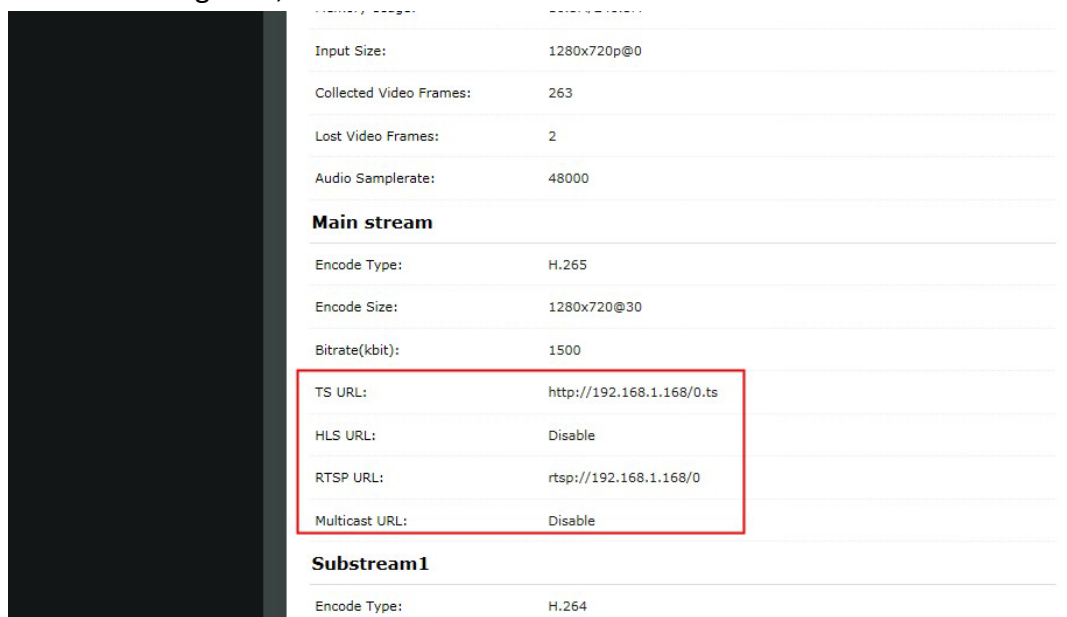 Input Size: 1280x720p@0
Collected Video Frames: 263
Lost Video Frames: 2
Audio Samplerate: 48000
Main stream
Encode Type: H.265
Encode Size: 1280x720@30
Bitrate(kbit): 1500
TS URL: http://192.168.1.168/0.ts
HLS URL: Disable
RTSP URL: rtsp://192.168.1.168/0
Multicast URL: Disable
Substream1
Encode Type: H.264